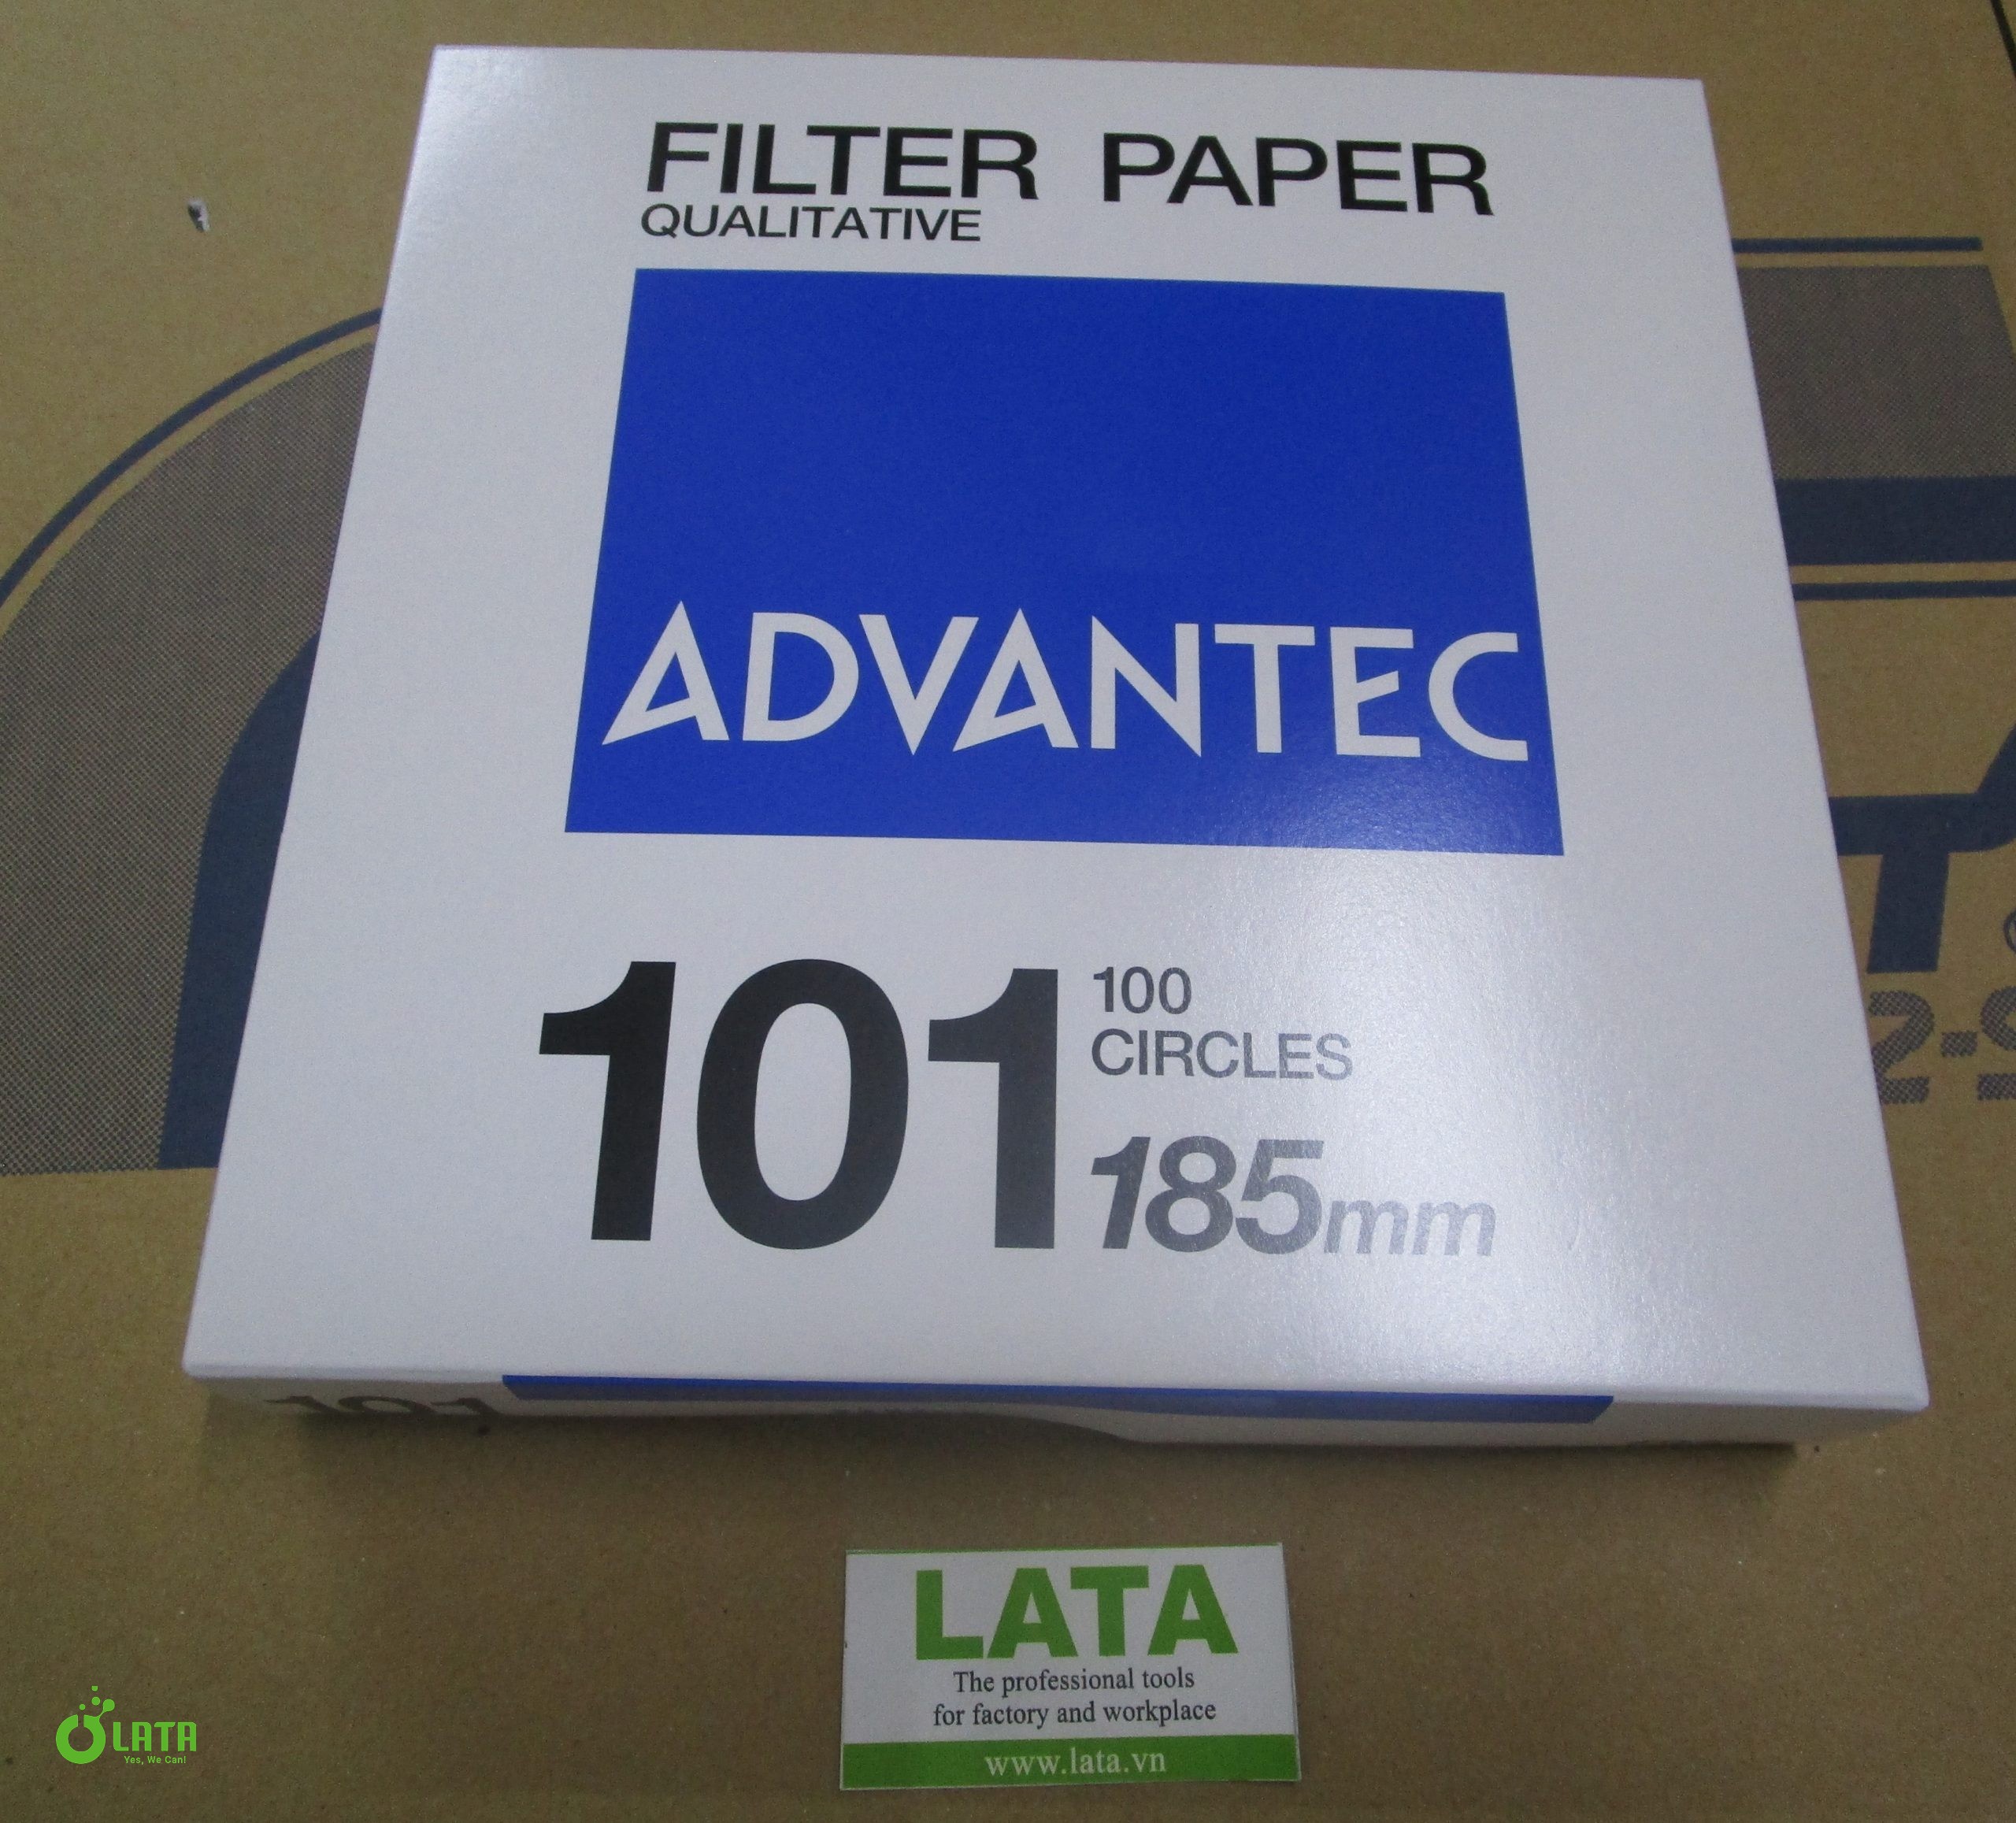 FILTER PAPER
QUALITATIVE
ADVANTEC
101
100
CIRCLES
185mm
101
LATA
The professional tools
for factory and workplace
www.lata.vn
LATA
Yes, We Can!